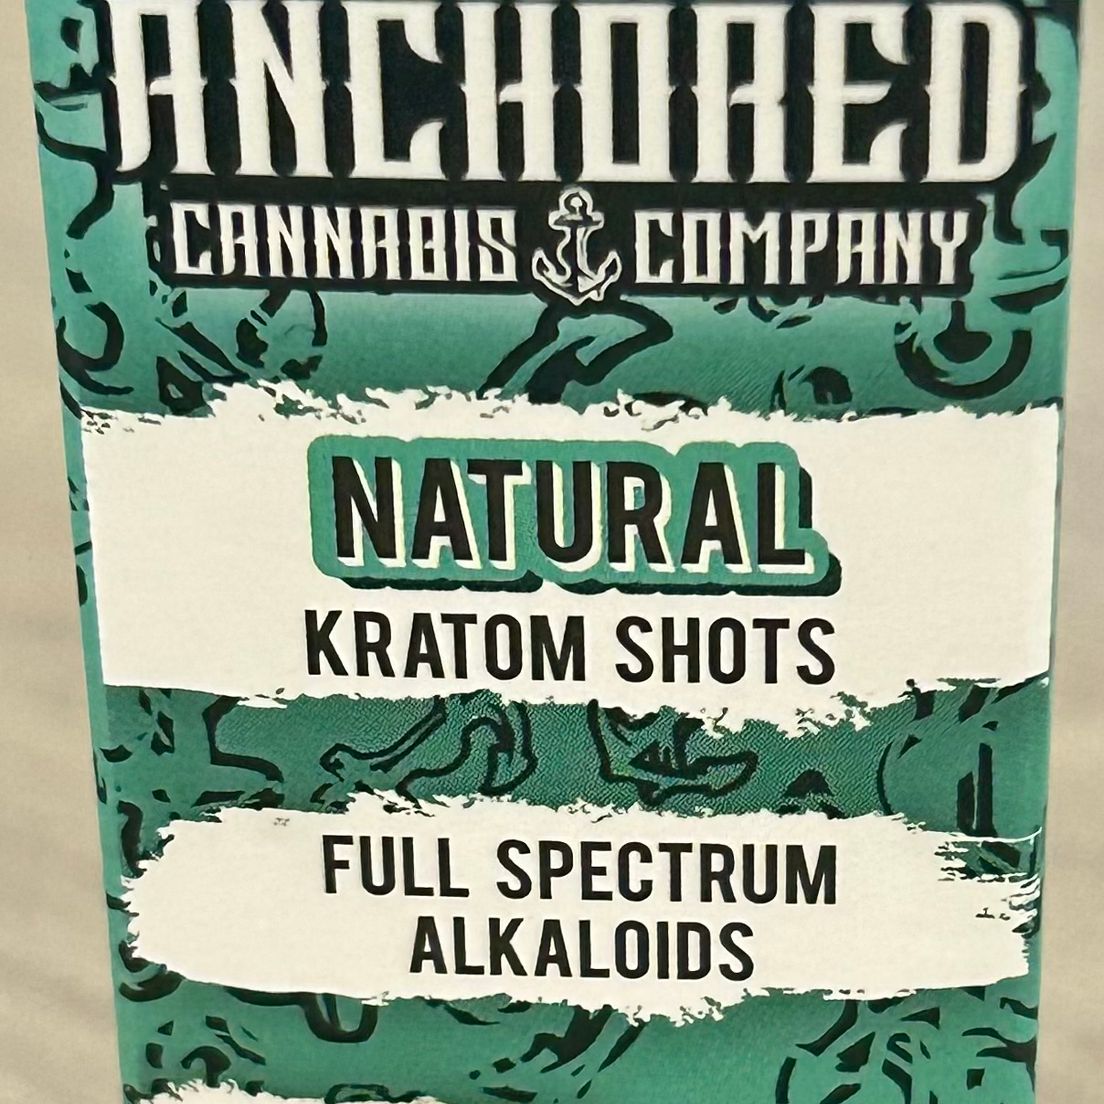 ANCHORED
CANNABIS COMPANY
NATURAL
KRATOM SHOTS
FULL SPECTRUM
ALKALOIDS